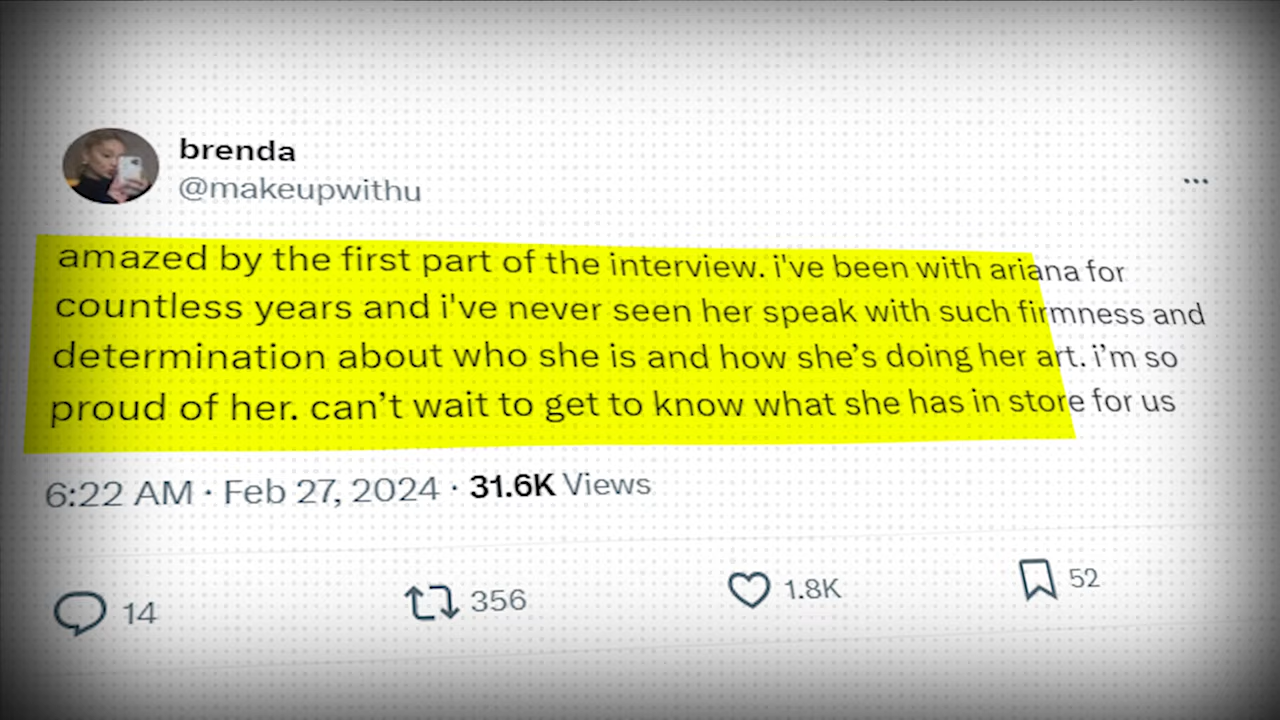 brenda
@makeupwithu
...
amazed by the first part of the interview. i've been with ariana for
countless years and i've never seen her speak with such firmness and
determination about who she is and how she’s doing her art. i’m so
proud of her. can’t wait to get to know what she has in store for us
6:22 AM · Feb 27, 2024 · 31.6K Views
14 356 1.8K 52